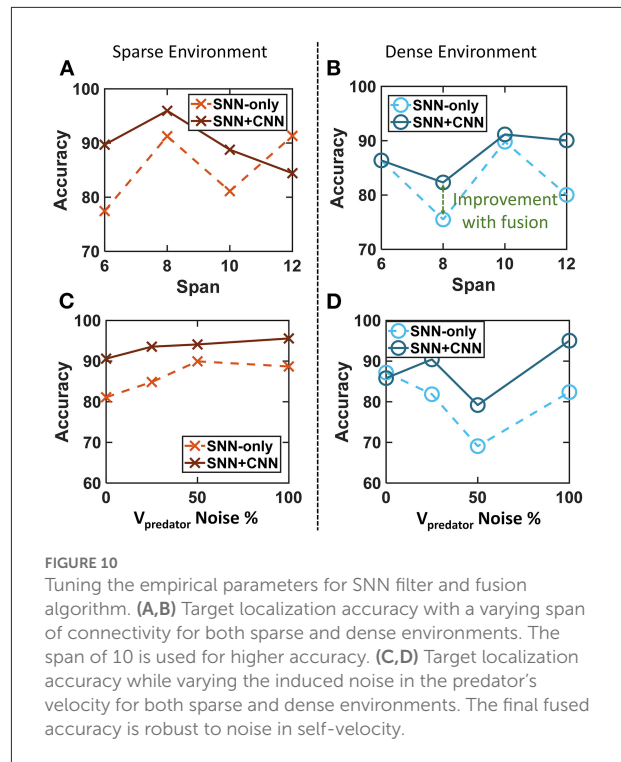 Sparse Environment
Dense Environment
A
100
90
80
70
Accuracy
SNN-only
SNN+CNN
6
8
10
12
Span
B
100
90
80
70
Accuracy
SNN-only
SNN+CNN
Improvement
with fusion
6
8
10
12
Span
C
100
90
80
70
60
Accuracy
SNN-only
SNN+CNN
0
50
100
Vpredator Noise %
D
100
90
80
70
60
Accuracy
SNN-only
SNN+CNN
0
50
100
Vpredator Noise %
FIGURE 10
Tuning the empirical parameters for SNN filter and fusion
algorithm. (A,B) Target localization accuracy with a varying span
of connectivity for both sparse and dense environments. The
span of 10 is used for higher accuracy. (C,D) Target localization
accuracy while varying the induced noise in the predator's
velocity for both sparse and dense environments. The final fused
accuracy is robust to noise in self-velocity.